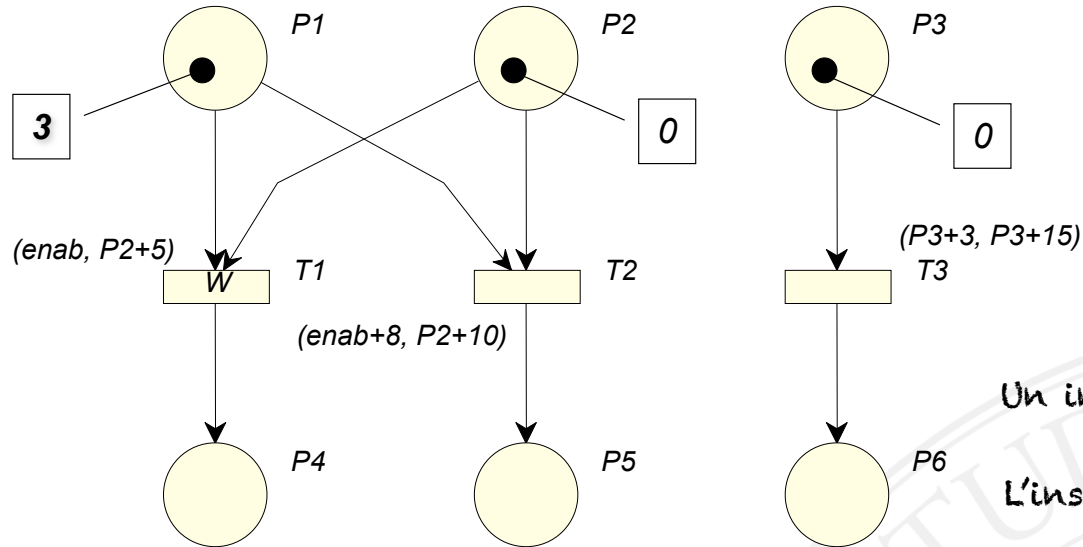 P1
P2
P3
3
0
0
(enab, P2+5)
(P3+3, P3+15)
W
T1
T2
T3
(enab+8, P2+10)
Un
P4
P5
P6
L'ins